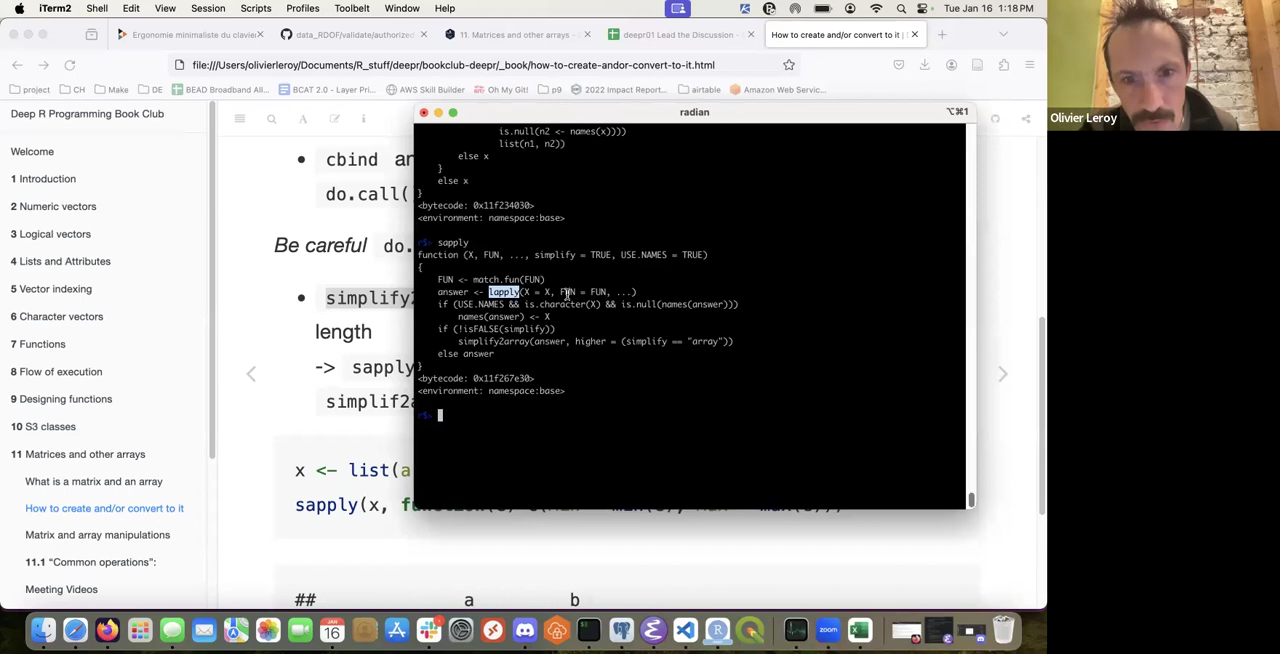 iTerm2 Shell Edit View Session Scripts Profiles Toolbelt Window Help Tue Jan 16 1:18 PM
Ergonomie minimaliste du clavier
data_RDOF/validate/authorized
11. Matrices and other arrays -
deepr01 Lead the Discussion -
How to create and/or convert to it |
file:///Users/olivierleroy/Documents/R_stuff/deepr/bookclub-deepr/_book/how-to-create-andor-convert-to-it.html
project CH Make DE BEAD Broadband Al... BCAT 2.0 - Layer Pri... AWS Skill Builder Oh My Git! p9 2022 Impact Repor... airtable Amazon Web Servic...
Olivier Leroy
Deep R Programming Book Club
Welcome
1 Introduction
2 Numeric vectors
3 Logical vectors
4 Lists and Attributes
5 Vector indexing
6 Character vectors
7 Functions
8 Flow of execution
9 Designing functions
10 S3 classes
11 Matrices and other arrays
What is a matrix and an array
How to create and/or convert to it
Matrix and array manipulations
11.1 “Common operations”:
Meeting Videos
cbind an
do.call(
Be careful do.
simplify2
length
-> sapply
simplif2a
x <- list(a
sapply(x, f
## a b
radian
⌥⌘1
is.null(n2 <- names(x))))
list(n1, n2))
else x
}
else x
}
<bytecode: 0x11f234030>
<environment: namespace:base>
r$> sapply
function (X, FUN, ..., simplify = TRUE, USE.NAMES = TRUE)
{
FUN <- match.fun(FUN)
answer <- lapply(X = X, FUN = FUN, ...)
if (USE.NAMES && is.character(X) && is.null(names(answer)))
names(answer) <- X
if (!isFALSE(simplify))
simplify2array(answer, higher = (simplify == "array"))
else answer
}
<bytecode: 0x11f267e30>
<environment: namespace:base>
r$>